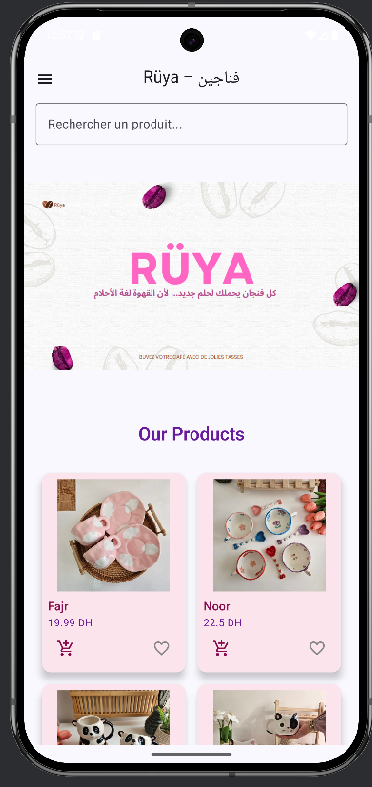 Rüya – فناجين
Rechercher un produit...
Rüya
RÜYA
كل فنجان يحملك لحلم جديد... لأن القهوة لغة الأحلام
BUVEZ VOTRE CAFÉ AVEC DE JOLIES TASSES
Our Products
Fajr
19.99 DH
Noor
22.5 DH